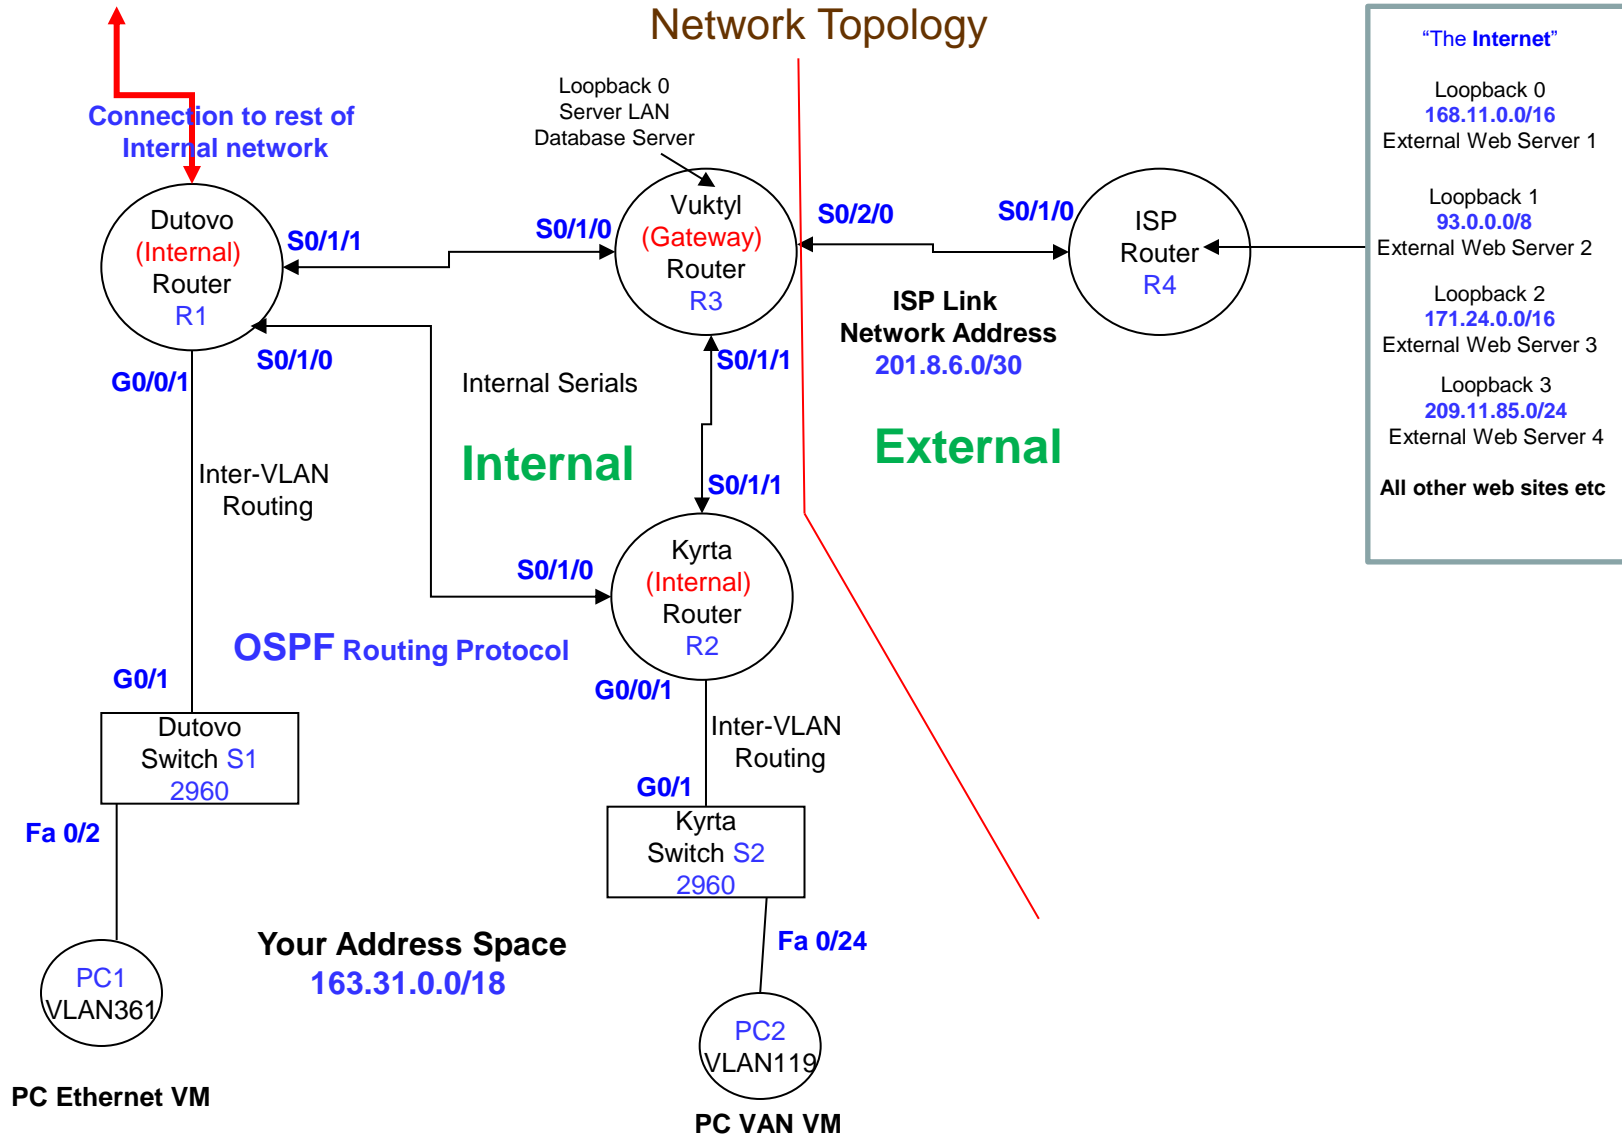 Network Topology
Connection to rest of
Internal network
Loopback 0
Server LAN
Database Server
"The Internet"
Loopback 0
168.11.0.0/16
External Web Server 1
Loopback 1
93.0.0.0/8
External Web Server 2
Loopback 2
171.24.0.0/16
External Web Server 3
Loopback 3
209.11.85.0/24
External Web Server 4
All other web sites etc
Dutovo
(Internal)
Router
R1
S0/1/1
S0/1/0
Vuktyl
(Gateway)
Router
R3
S0/2/0
S0/1/0
ISP
Router
R4
ISP Link
Network Address
201.8.6.0/30
G0/0/1
S0/1/0
Internal Serials
S0/1/1
Internal
External
Inter-VLAN
Routing
S0/1/1
S0/1/0
Kyrta
(Internal)
Router
R2
OSPF Routing Protocol
G0/1
G0/0/1
Dutovo
Switch S1
2960
Inter-VLAN
Routing
G0/1
Fa 0/2
Kyrta
Switch S2
2960
Your Address Space
163.31.0.0/18
Fa 0/24
PC1
VLAN361
PC2
VLAN119
PC Ethernet VM
PC VAN VM